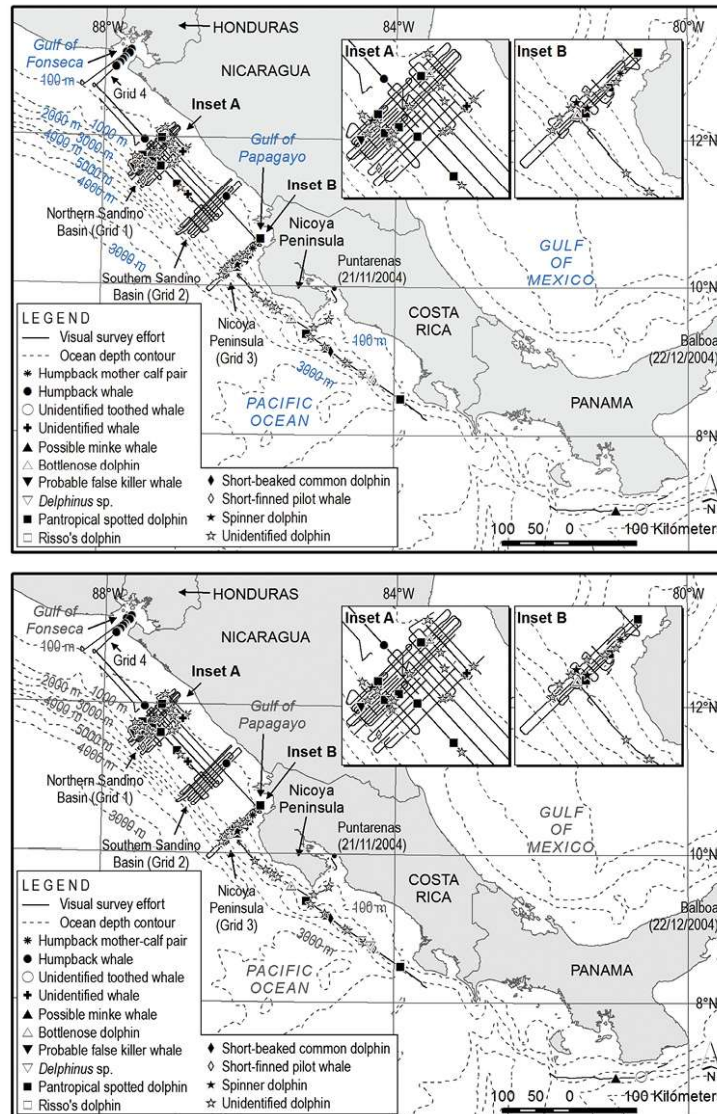 88°W
HONDURAS
84°W
80°W
Gulf of
Fonseca
NICARAGUA
Inset A
Inset B
100 m
Grid 4
Inset A
2000 m
1000 m
3000 m
4000 m
5000 m
4000 m
Gulf of
Papagayo
12°N
Inset B
Northern Sandino
Basin (Grid 1)
3000 m
Nicoya
Peninsula
Puntarenas
(21/11/2004)
GULF
OF
MEXICO
Southern Sandino
Basin (Grid 2)
10°N
Nicoya
Peninsula
(Grid 3)
COSTA
RICA
Balboa
(22/12/2004)
100 m
3000 m
PACIFIC
OCEAN
PANAMA
8°N
LEGEND
Visual survey effort
Ocean depth contour
Humpback mother calf pair
Humpback whale
Unidentified toothed whale
Unidentified whale
Possible minke whale
Bottlenose dolphin
Probable false killer whale
Delphinus sp.
Pantropical spotted dolphin
Risso's dolphin
Short-beaked common dolphin
Short-finned pilot whale
Spinner dolphin
Unidentified dolphin
N
100 50 0 100 Kilómeters
88°W
HONDURAS
84°W
80°W
Gulf of
Fonseca
NICARAGUA
Inset A
Inset B
100 m
Grid 4
Inset A
2000 m
1000 m
3000 m
4000 m
5000 m
4000 m
Gulf of
Papagayo
12°N
Inset B
Northern Sandino
Basin (Grid 1)
3000 m
Nicoya
Peninsula
Puntarenas
(21/11/2004)
GULF
OF
MEXICO
Southern Sandino
Basin (Grid 2)
10°N
Nicoya
Peninsula
(Grid 3)
COSTA
RICA
Balboa
(22/12/2004)
100 m
3000 m
PACIFIC
OCEAN
PANAMA
8°N
LEGEND
Visual survey effort
Ocean depth contour
Humpback mother-calf pair
Humpback whale
Unidentified toothed whale
Unidentified whale
Possible minke whale
Bottlenose dolphin
Probable false killer whale
Delphinus sp.
Pantropical spotted dolphin
Risso's dolphin
Short-beaked common dolphin
Short-finned pilot whale
Spinner dolphin
Unidentified dolphin
N
100 50 0 100 Kilómeters